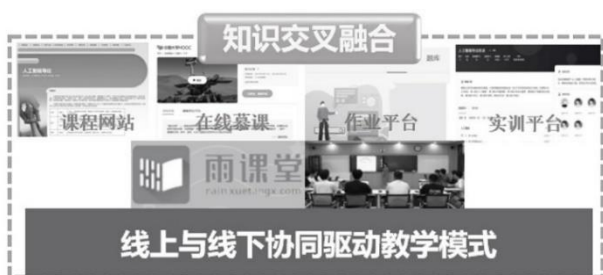 知识交叉融合
题库
课程网站 在线慕课 作业平台 实训平台
雨课堂
rain.xuetangx.com
线上与线下协同驱动教学模式